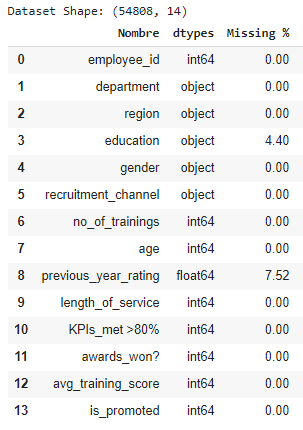 Dataset Shape: (54808, 14)
Nombre dtypes Missing %
0 employee_id int64 0.00
1 department object 0.00
2 region object 0.00
3 education object 4.40
4 gender object 0.00
5 recruitment_channel object 0.00
6 no_of_trainings int64 0.00
7 age int64 0.00
8 previous_year_rating float64 7.52
9 length_of_service int64 0.00
10 KPIs_met >80% int64 0.00
11 awards_won? int64 0.00
12 avg_training_score int64 0.00
13 is_promoted int64 0.00